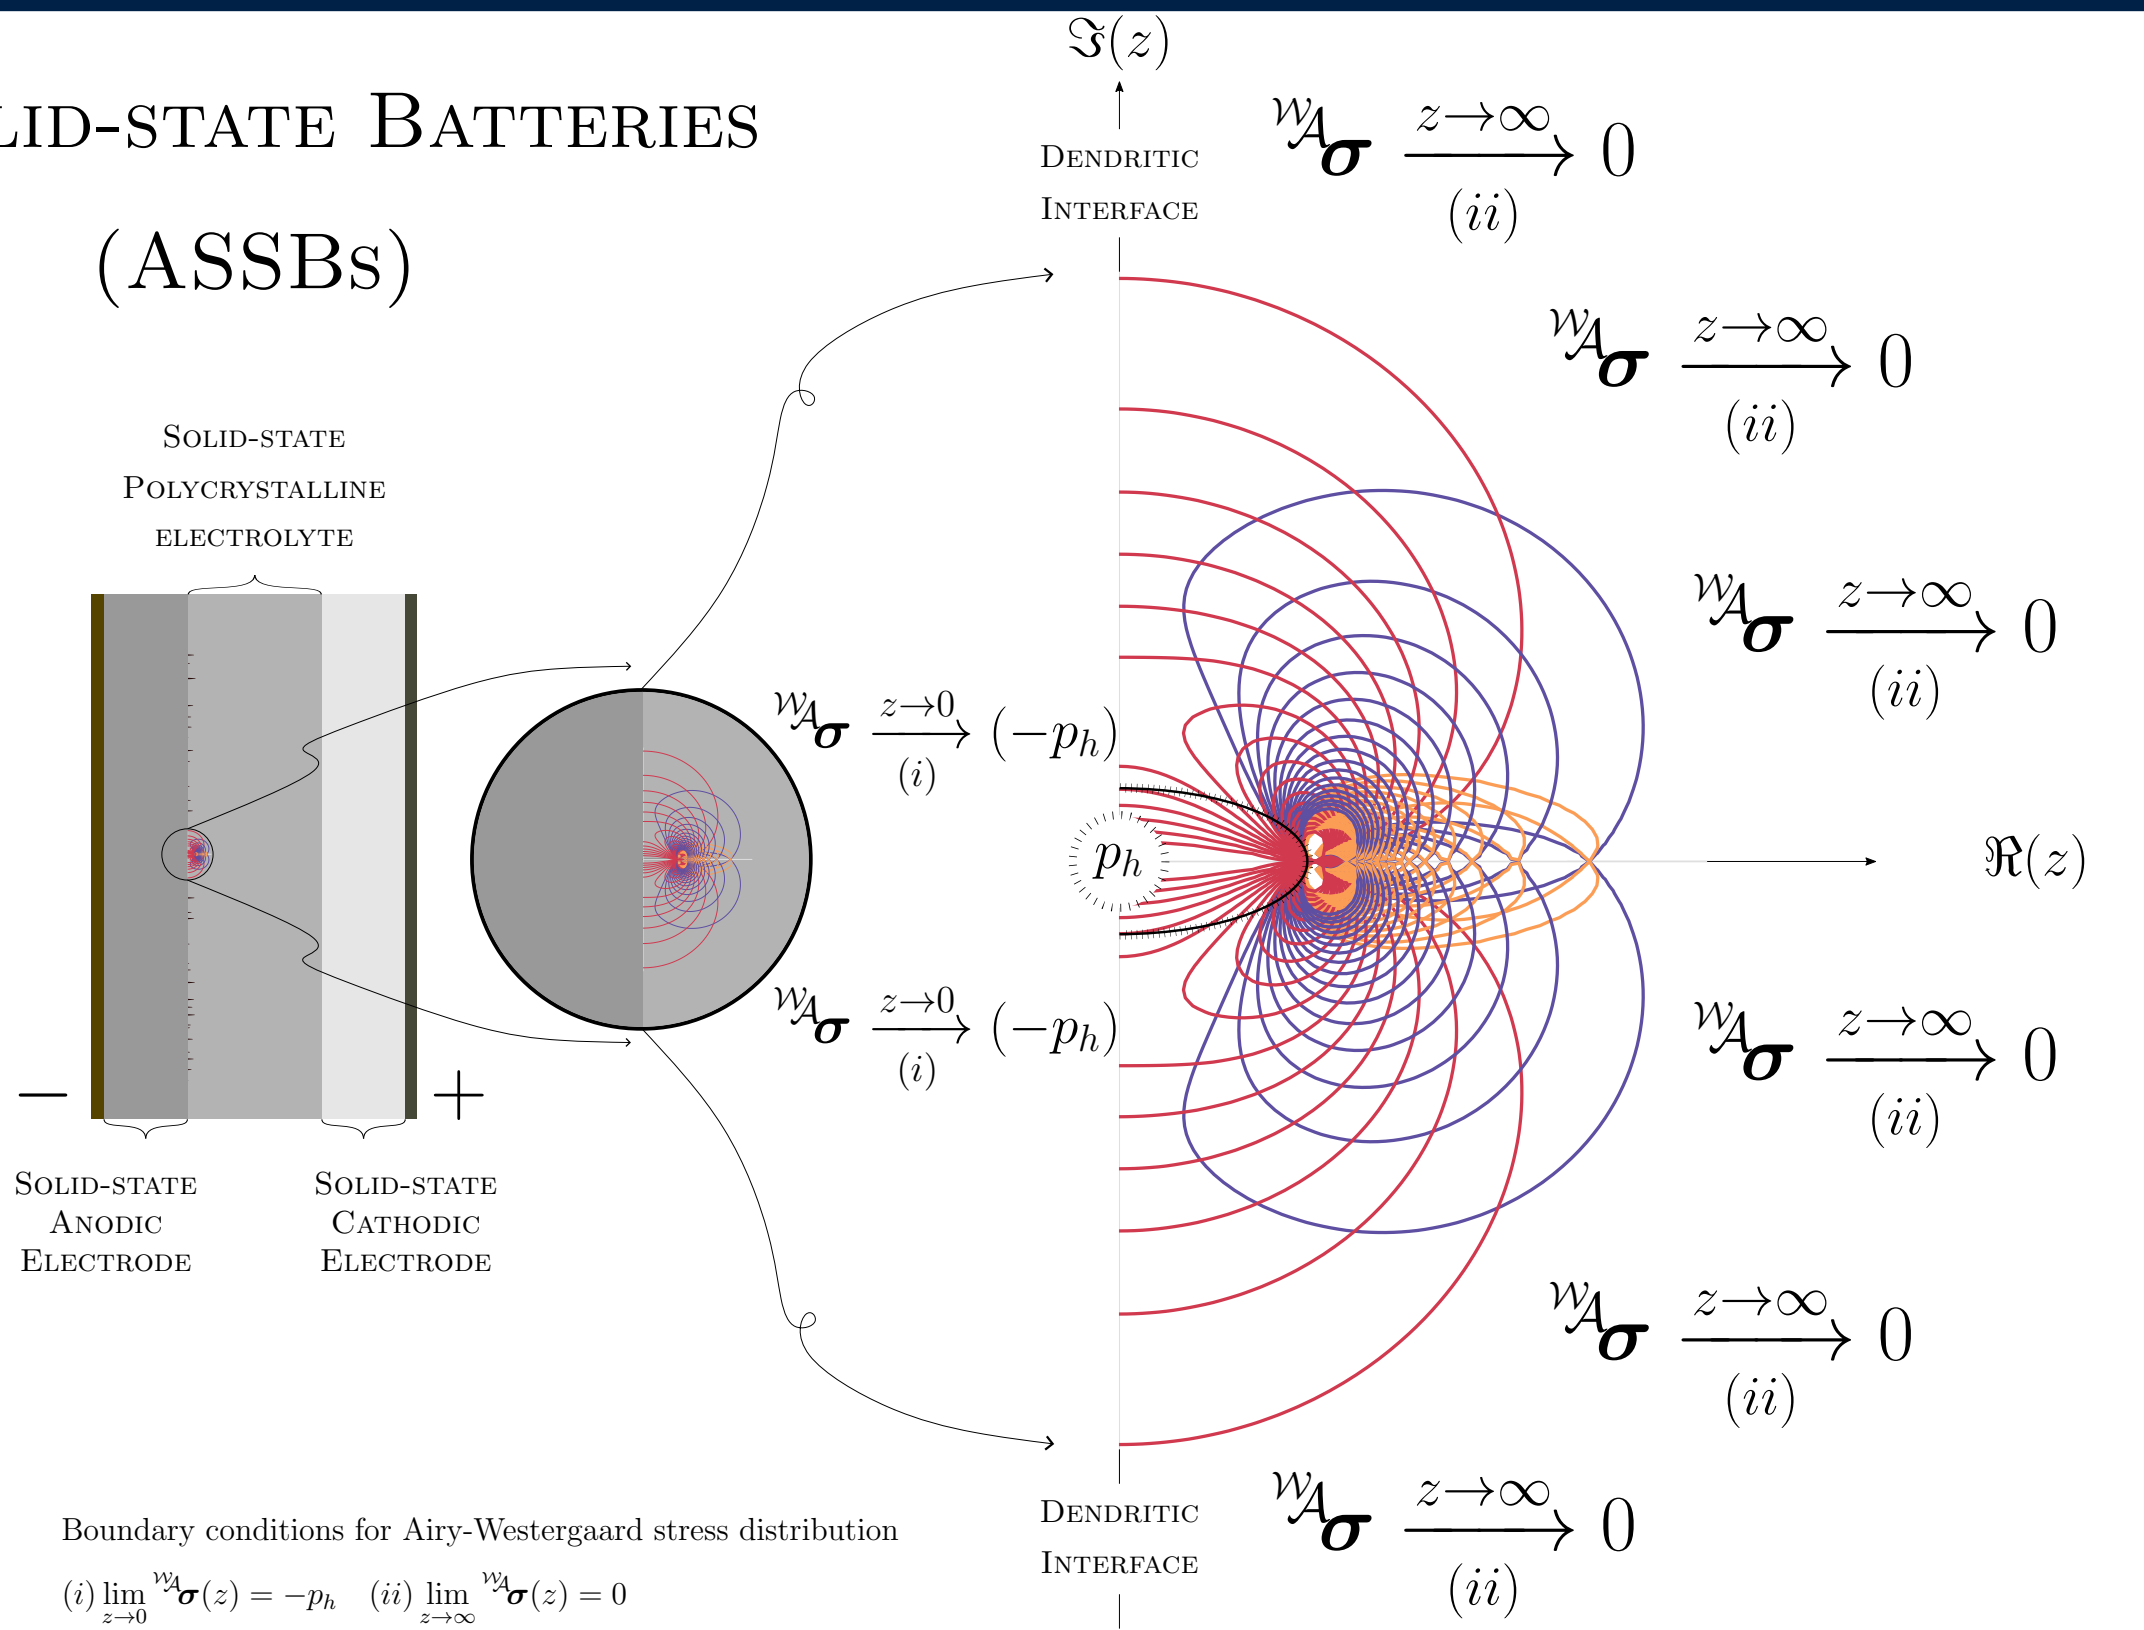 LID-STATE BATTERIES
(ASSBs)
SOLID-STATE
POLYCRYSTALLINE
ELECTROLYTE
−
+
SOLID-STATE
ANODIC
ELECTRODE
SOLID-STATE
CATHODIC
ELECTRODE
ℑ(z)
DENDRITIC
INTERFACE
𝒲𝒜σ z→∞ 0
(ii)
𝒲𝒜σ z→∞ 0
(ii)
𝒲𝒜σ z→∞ 0
(ii)
𝒲𝒜σ z→0 (−pₕ)
(i)
pₕ
ℜ(z)
𝒲𝒜σ z→0 (−pₕ)
(i)
𝒲𝒜σ z→∞ 0
(ii)
𝒲𝒜σ z→∞ 0
(ii)
𝒲𝒜σ z→∞ 0
(ii)
DENDRITIC
INTERFACE
Boundary conditions for Airy-Westergaard stress distribution
(i) lim z→0 𝒲𝒜σ(z) = −pₕ (ii) lim z→∞ 𝒲𝒜σ(z) = 0